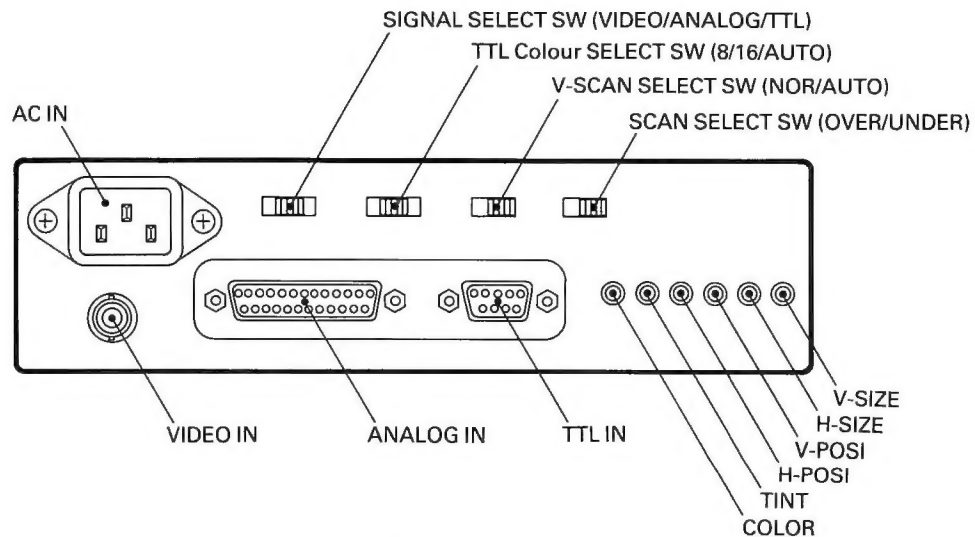 SIGNAL SELECT SW (VIDEO/ANALOG/TTL)
TTL Colour SELECT SW (8/16/AUTO)
V-SCAN SELECT SW (NOR/AUTO)
SCAN SELECT SW (OVER/UNDER)
AC IN
VIDEO IN
ANALOG IN
TTL IN
V-SIZE
H-SIZE
V-POSI
H-POSI
TINT
COLOR